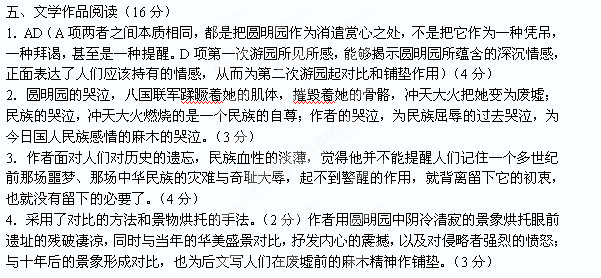 五、文学作品阅读（16 分）
1. AD（A 项两者之间本质相同，都是把圆明园作为消遣赏心之处，不是把它作为一种凭吊，
一种拜谒，甚至是一种提醒。D 项第一次游园所见所感，能够揭示圆明园所蕴含的深沉情感，
正面表达了人们应该持有的情感，从而为第二次游园起对比和铺垫作用）（4 分）
2. 圆明园的哭泣，八国联军蹂躏着她的肌体，摧毁着她的骨骼，冲天大火把她变为废墟；
民族的哭泣，冲天大火燃烧的是一个民族的自尊；作者的哭泣，为民族屈辱的过去哭泣，为
今日国人民族感情的麻木的哭泣。（3 分）
3. 作者面对人们对历史的遗忘，民族血性的淡薄，觉得他并不能提醒人们记住一个多世纪
前那场噩梦、那场中华民族的灾难与奇耻大辱，起不到警醒的作用，就背离留下它的初衷，
也就没有留下的必要了。（4 分）
4. 采用了对比的方法和景物烘托的手法。（2 分）作者用圆明园中阴冷清寂的景象烘托眼前
遗址的残破凄凉，同时与当年的华美盛景对比，抒发内心的震撼，以及对侵略者强烈的愤怒；
与十年后的景象形成对比，也为后文写人们在废墟前的麻木精神作铺垫。（3 分）